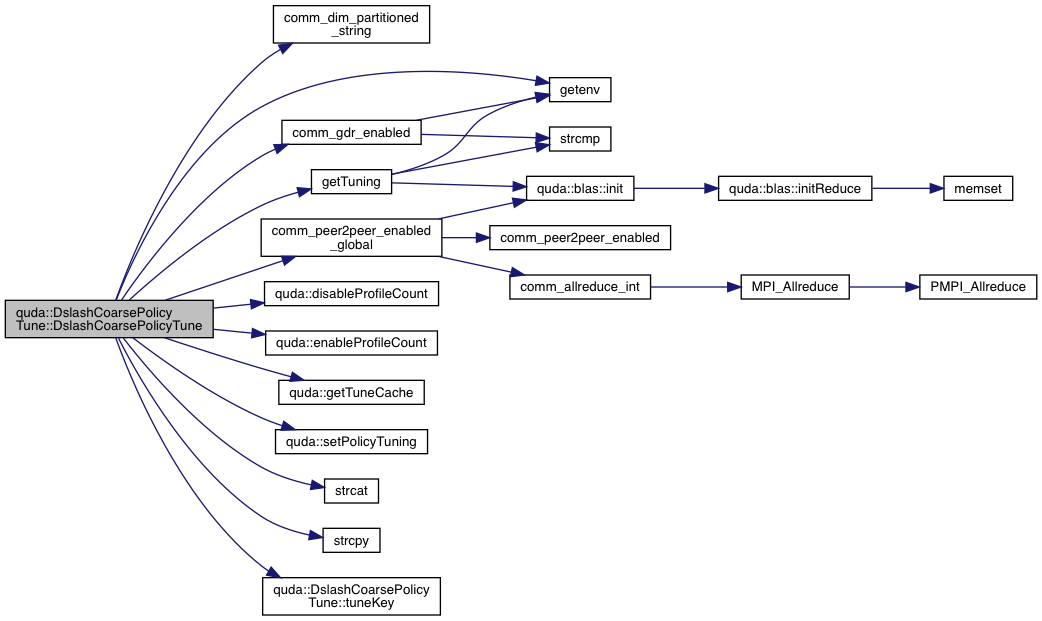 comm_dim_partitioned
_string
getenv
comm_gdr_enabled
strcmp
getTuning
quda::blas::init
quda::blas::initReduce
memset
comm_peer2peer_enabled
_global
comm_peer2peer_enabled
comm_allreduce_int
MPI_Allreduce
PMPI_Allreduce
quda::disableProfileCount
quda::DslashCoarsePolicy
Tune::DslashCoarsePolicyTune
quda::enableProfileCount
quda::getTuneCache
quda::setPolicyTuning
strcat
strcpy
quda::DslashCoarsePolicy
Tune::tuneKey